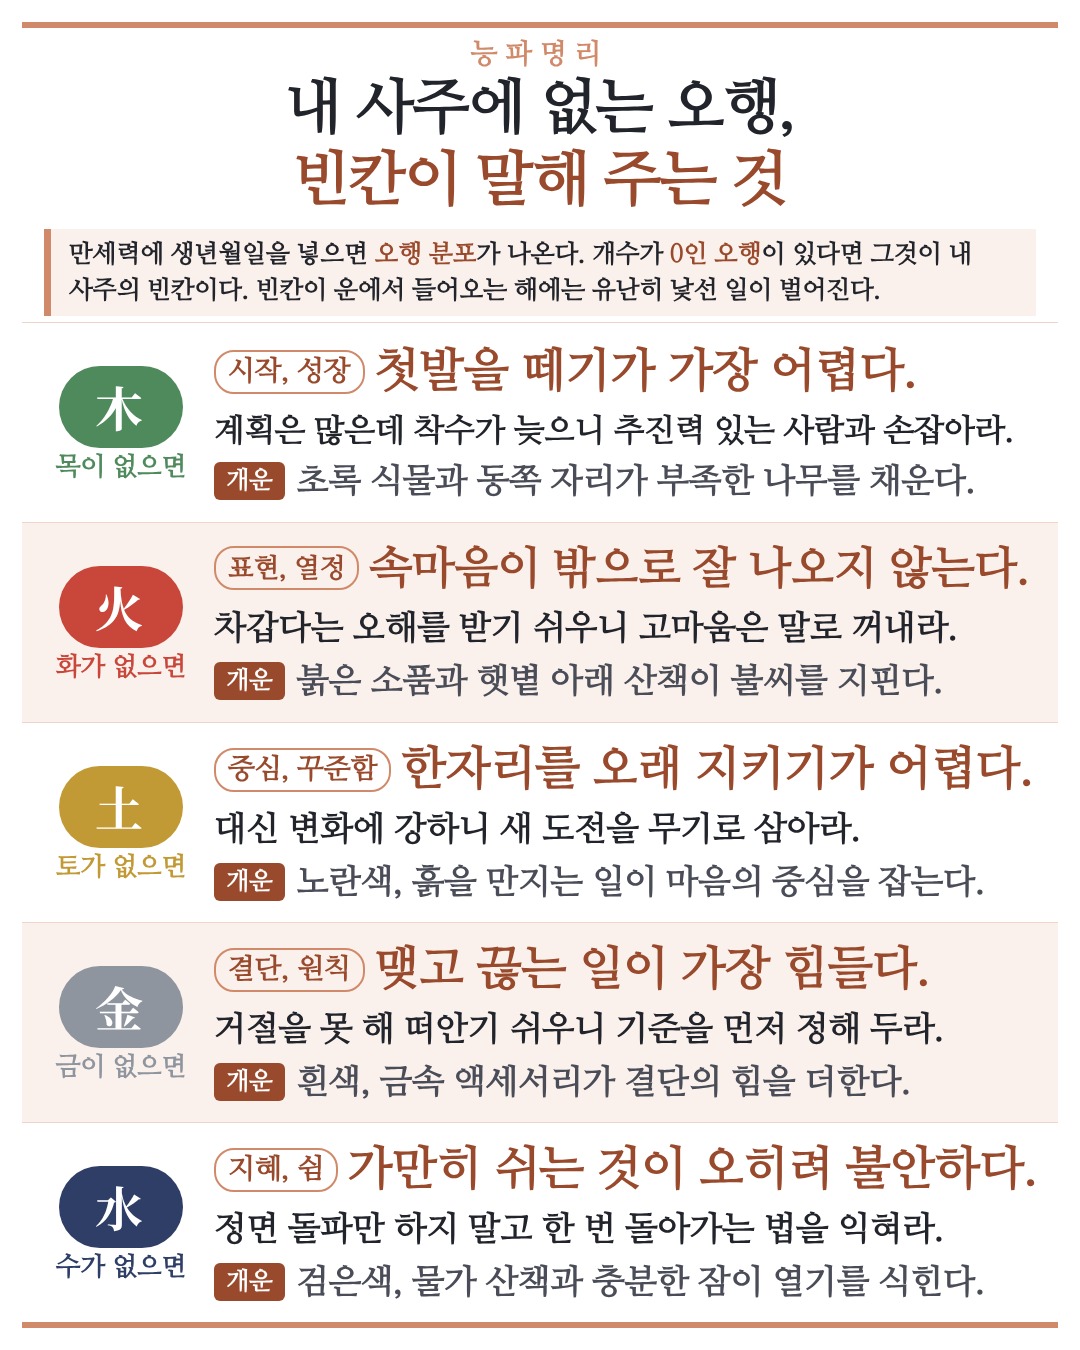 능파명리
내 사주에 없는 오행,
빈칸이 말해 주는 것
만세력에 생년월일을 넣으면 오행 분포가 나온다. 개수가 0인 오행이 있다면 그것이 내
사주의 빈칸이다. 빈칸이 운에서 들어오는 해에는 유난히 낯선 일이 벌어진다.
木
목이 없으면
시작, 성장 첫발을 떼기가 가장 어렵다.
계획은 많은데 착수가 늦으니 추진력 있는 사람과 손잡아라.
개운 초록 식물과 동쪽 자리가 부족한 나무를 채운다.
火
화가 없으면
표현, 열정 속마음이 밖으로 잘 나오지 않는다.
차갑다는 오해를 받기 쉬우니 고마움은 말로 꺼내라.
개운 붉은 소품과 햇볕 아래 산책이 불씨를 지핀다.
土
토가 없으면
중심, 꾸준함 한자리를 오래 지키기가 어렵다.
대신 변화에 강하니 새 도전을 무기로 삼아라.
개운 노란색, 흙을 만지는 일이 마음의 중심을 잡는다.
金
금이 없으면
결단, 원칙 맺고 끊는 일이 가장 힘들다.
거절을 못 해 떠안기 쉬우니 기준을 먼저 정해 두라.
개운 흰색, 금속 액세서리가 결단의 힘을 더한다.
水
수가 없으면
지혜, 쉼 가만히 쉬는 것이 오히려 불안하다.
정면 돌파만 하지 말고 한 번 돌아가는 법을 익혀라.
개운 검은색, 물가 산책과 충분한 잠이 열기를 식힌다.